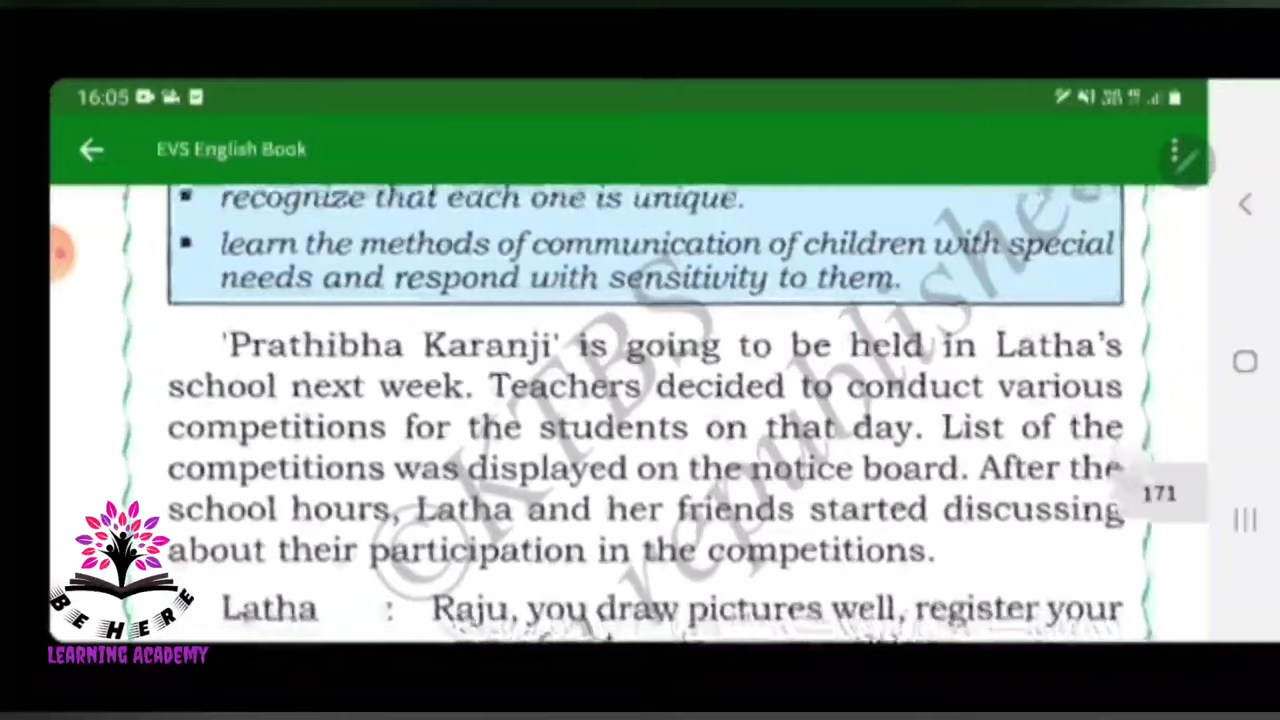 16:05
EVS English Book
▪ recognize that each one is unique.
▪ learn the methods of communication of children with special
needs and respond with sensitivity to them.
'Prathibha Karanji' is going to be held in Latha's
school next week. Teachers decided to conduct various
competitions for the students on that day. List of the
competitions was displayed on the notice board. After the
school hours, Latha and her friends started discussing
about their participation in the competitions.
Latha : Raju, you draw pictures well, register your
171
©KTBS
republished
BEHERE
LEARNING ACADEMY